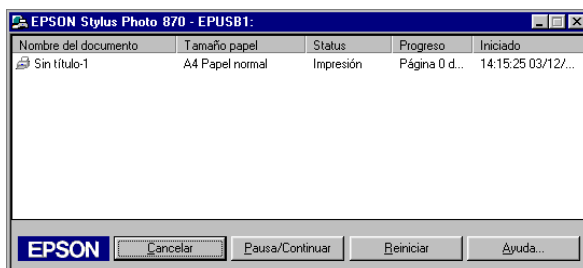 EPSON Stylus Photo 870 - EPUSB1:
Nombre del documento Tamaño papel Status Progreso Iniciado
Sin título-1 A4 Papel normal Impresión Página 0 d... 14:15:25 03/12/...
EPSON Cancelar Pausa/Continuar Reiniciar Ayuda...